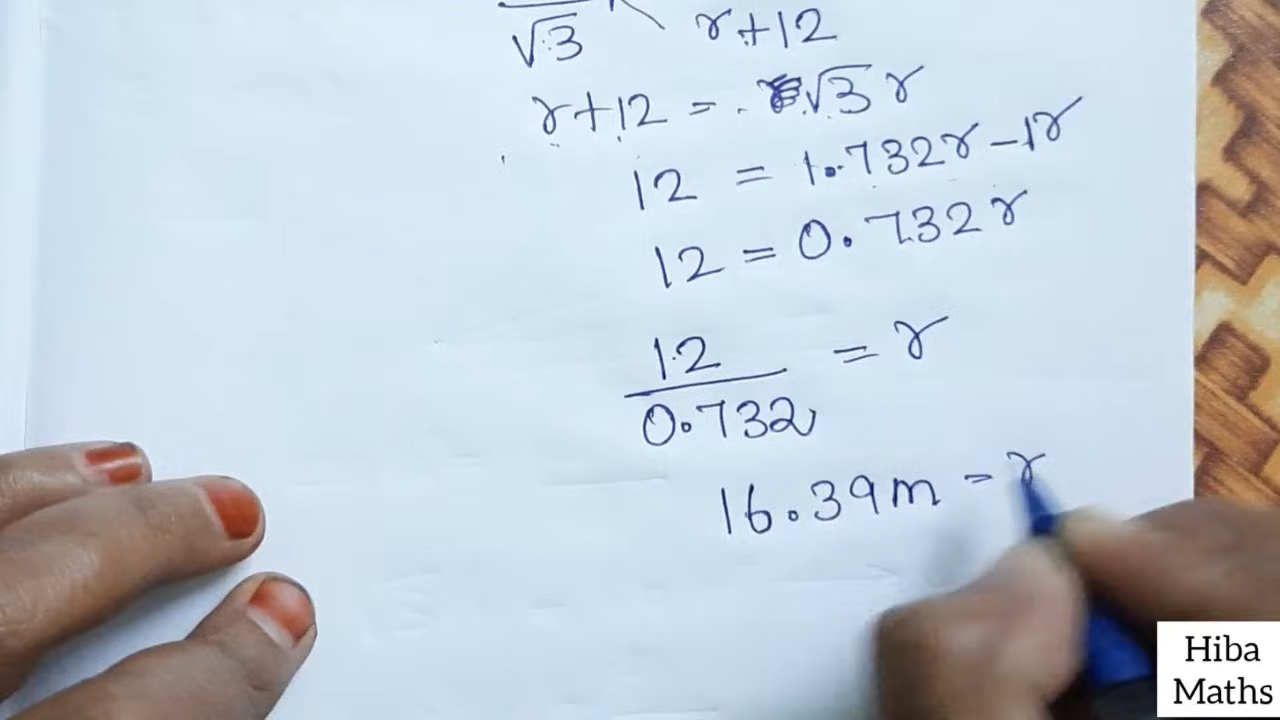 √3 r+12
r+12 = √3 r
12 = 1.732r - 1r
12 = 0.732r
12 = r
0.732
16.39m = r
Hiba
Maths